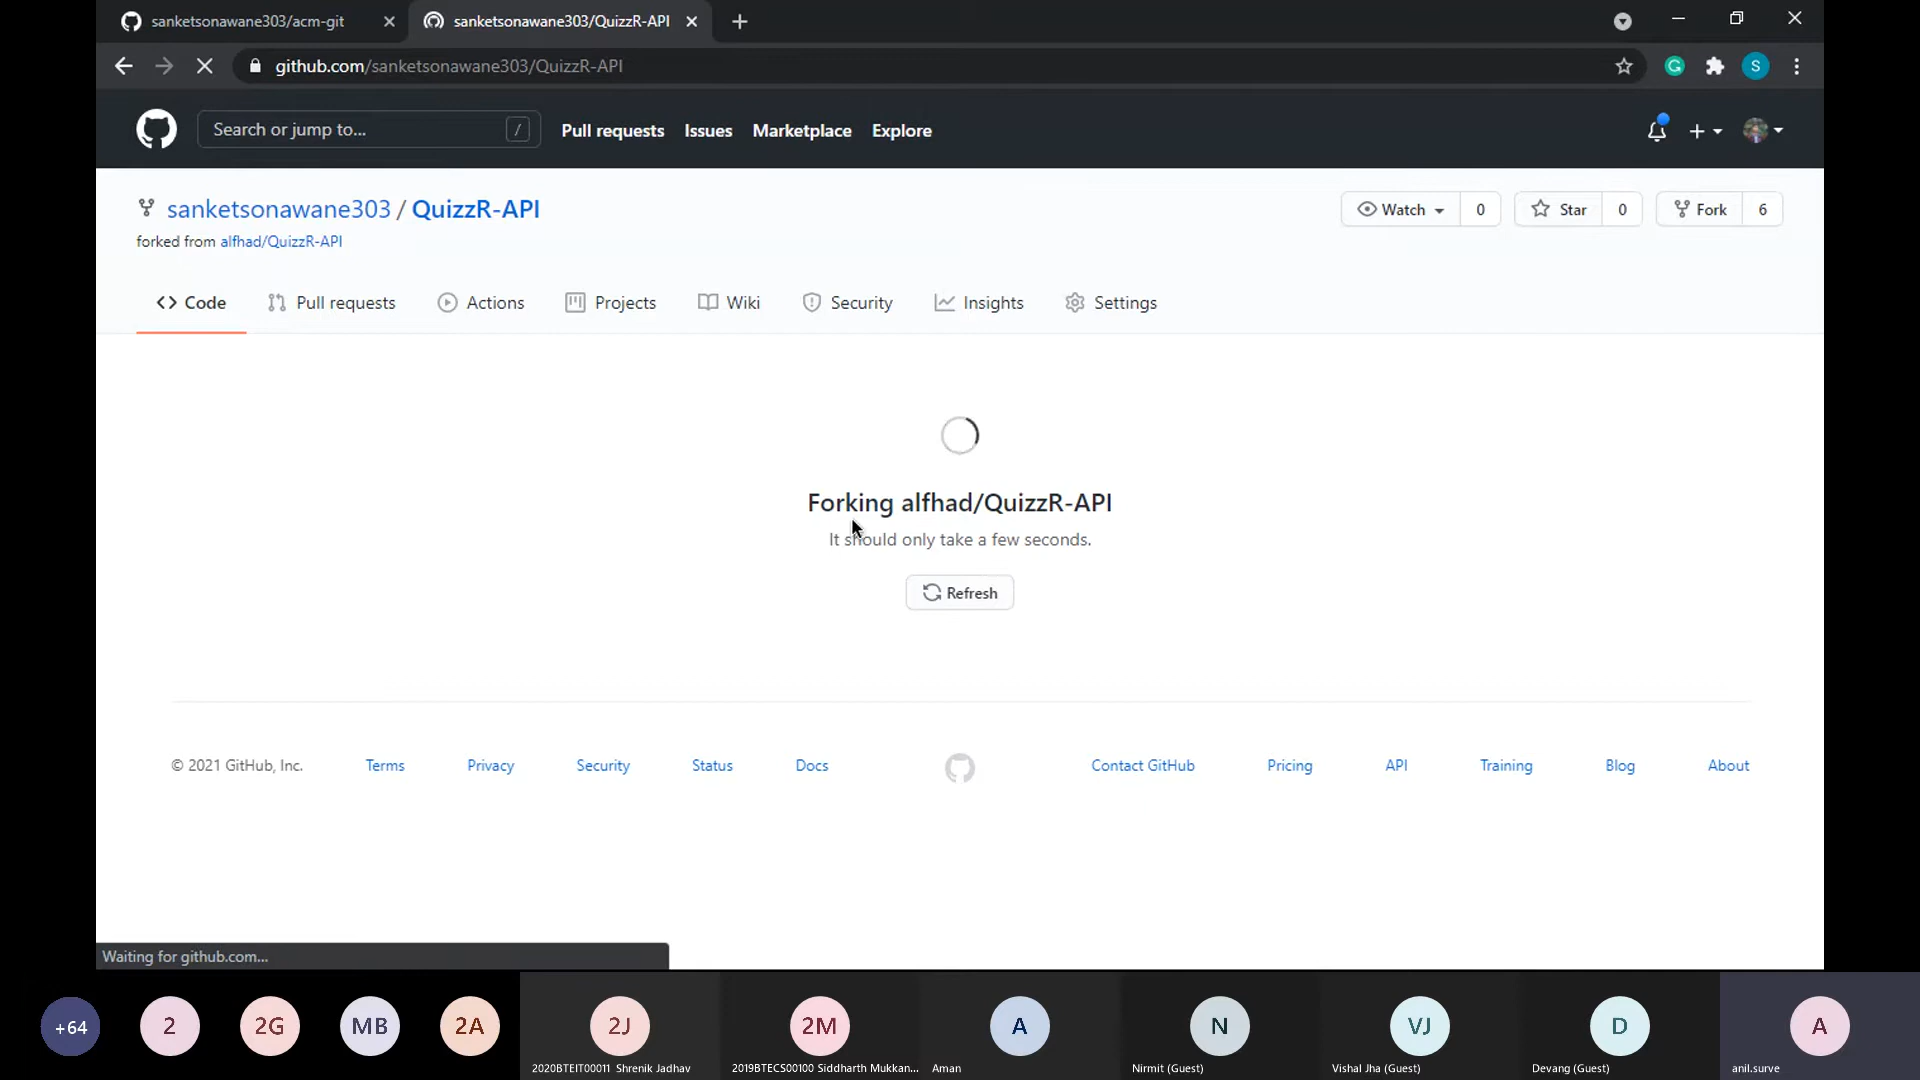 sanketsonawane303/acm-git
sanketsonawane303/QuizzR-API
github.com/sanketsonawane303/QuizzR-API
S
Search or jump to...
/
Pull requests
Issues
Marketplace
Explore
sanketsonawane303 / QuizzR-API
Watch
0
Star
0
Fork
6
forked from alfhad/QuizzR-API
Code
Pull requests
Actions
Projects
Wiki
Security
Insights
Settings
Forking alfhad/QuizzR-API
It should only take a few seconds.
Refresh
© 2021 GitHub, Inc.
Terms
Privacy
Security
Status
Docs
Contact GitHub
Pricing
API
Training
Blog
About
Waiting for github.com...
+64
2
2G
MB
2A
2J
2M
A
N
VJ
D
A
2020BTEIT00011 Shrenik Jadhav
2019BTECS00100 Siddharth Mukkan...
Aman
Nirmit (Guest)
Vishal Jha (Guest)
Devang (Guest)
anil.surve